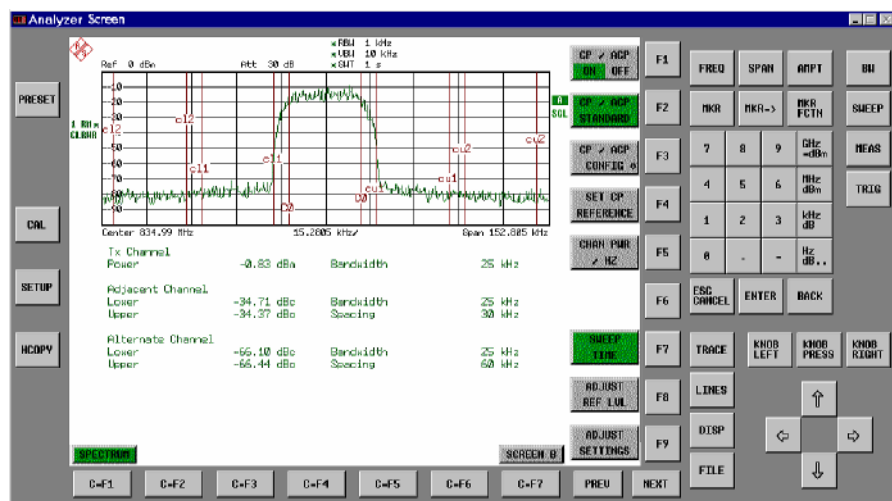 Analyzer Screen
PRESET
CAL
SETUP
HCOPY
*RBW 1 kHz
*VBW 10 kHz
Ref 0 dBm Att 30 dB *SWT 1 s
1 RM*
CLRWR
A
SGL
-10
-20
-30
-40
-50
-60
-70
-80
-90
cl2
cl2
cl1
cl1
C0
C0
cu1
cu1
cu2
cu2
Center 834.99 MHz 15.2805 kHz/ Span 152.805 kHz
Tx Channel
Power -0.83 dBm Bandwidth 25 kHz
Adjacent Channel
Lower -34.71 dBc Bandwidth 25 kHz
Upper -34.37 dBc Spacing 30 kHz
Alternate Channel
Lower -66.10 dBc Bandwidth 25 kHz
Upper -66.44 dBc Spacing 60 kHz
SPECTRUM
SCREEN B
CP / ACP
ON OFF
CP / ACP
STANDARD
CP / ACP
CONFIG
SET CP
REFERENCE
CHAN PWR
/ HZ
SWEEP
TIME
ADJUST
REF LVL
ADJUST
SETTINGS
F1
F2
F3
F4
F5
F6
F7
F8
F9
C=F1 C=F2 C=F3 C=F4 C=F5 C=F6 C=F7 PREV NEXT
FREQ SPAN AMPT BW
MKR MKR-> MKR
FCTN
SWEEP
7 8 9 GHz
-dBm
MEAS
4 5 6 MHz
dBm
TRIG
1 2 3 kHz
dB
0 . - Hz
dB..
ESC
CANCEL
ENTER BACK
TRACE
KNOB
LEFT
KNOB
PRESS
KNOB
RIGHT
LINES
DISP
FILE